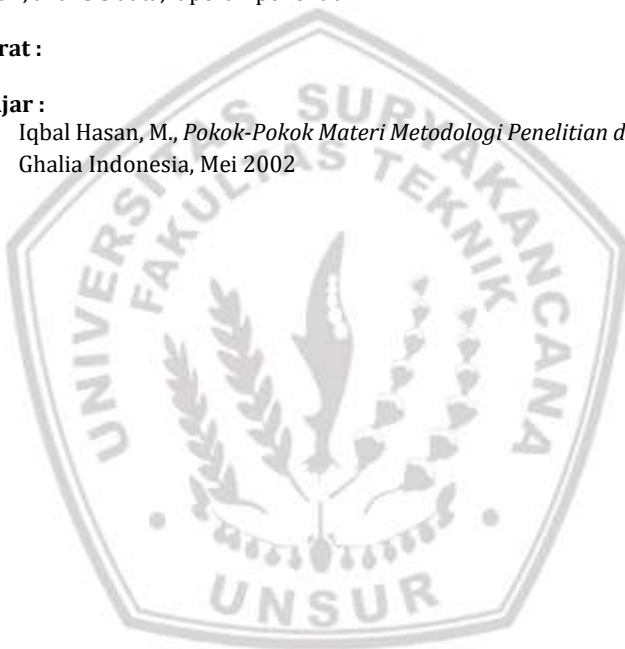 rat :
jar :
Iqbal Hasan, M., Pokok-Pokok Materi Metodologi Penelitian d
Ghalia Indonesia, Mei 2002
UNIVERSITAS SURYAKANCANA
FAKULTAS TEKNIK
UNSUR